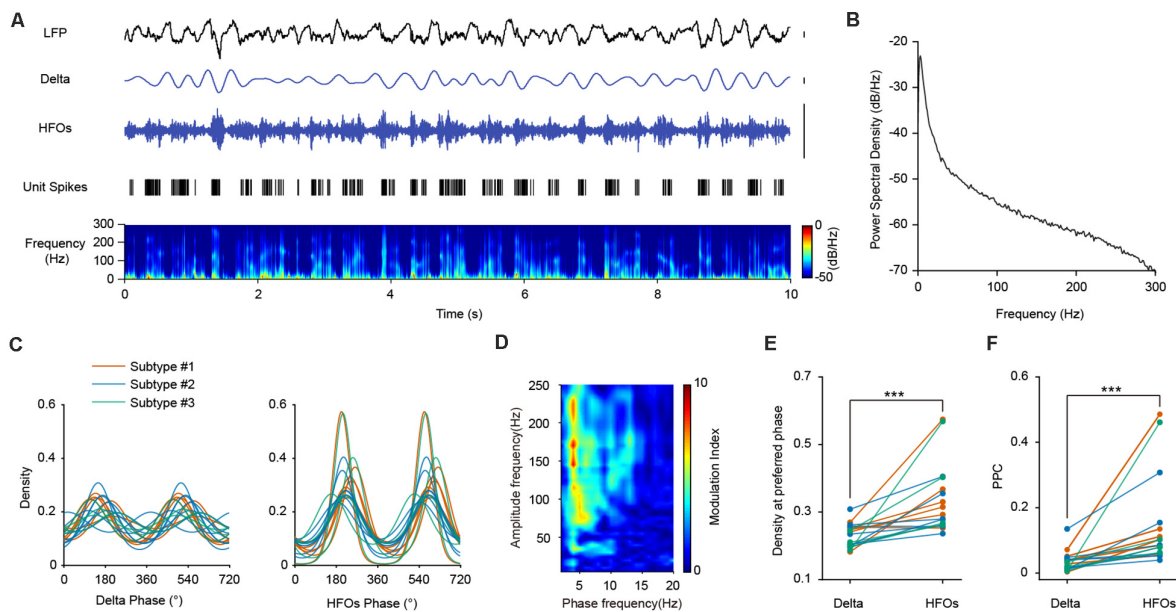 A
LFP
Delta
HFOs
Unit Spikes
Frequency
(Hz)
300
200
100
0
0 2 4 6 8 10
Time (s)
0
-50
(dB/Hz)
B
-20
-30
-40
-50
-60
-70
Power Spectral Density (dB/Hz)
0 100 200 300
Frequency (Hz)
C
Subtype #1
Subtype #2
Subtype #3
0.6
0.4
0.2
0
Density
0 180 360 540 720
Delta Phase (°)
0.6
0.4
0.2
0
0 180 360 540 720
HFOs Phase (°)
D
250
200
150
100
50
Amplitude frequency(Hz)
5 10 15 20
Phase frequency(Hz)
10
0
Modulation Index
E
0.7
0.5
0.3
0.1
Density at preferred phase
***
Delta HFOs
F
0.6
0.4
0.2
0
PPC
***
Delta HFOs